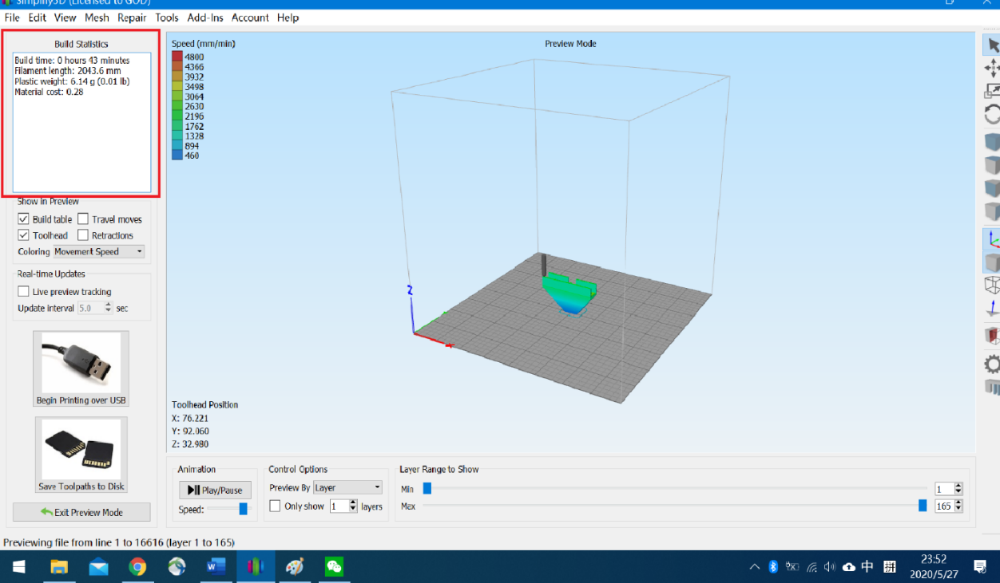 Simplify3D (Licensed to GOD)
File Edit View Mesh Repair Tools Add-Ins Account Help
Build Statistics
Build time: 0 hours 43 minutes
Filament length: 2043.6 mm
Plastic weight: 6.14 g (0.01 lb)
Material cost: 0.28
Show in Preview
Build table Travel moves
Toolhead Retractions
Coloring Movement Speed
Real-time Updates
Live preview tracking
Update interval 5.0 sec
Begin Printing over USB
Save Toolpaths to Disk
Exit Preview Mode
Speed (mm/min)
4800
4366
3932
3498
3064
2630
2196
1762
1328
894
460
Preview Mode
Z
Toolhead Position
X: 76.221
Y: 92.060
Z: 32.980
Animation
Play/Pause
Speed:
Control Options
Preview By Layer
Only show 1 layers
Layer Range to Show
Min 1
Max 165
Previewing file from line 1 to 16616 (layer 1 to 165)
W
中 拼
23:52
2020/5/27